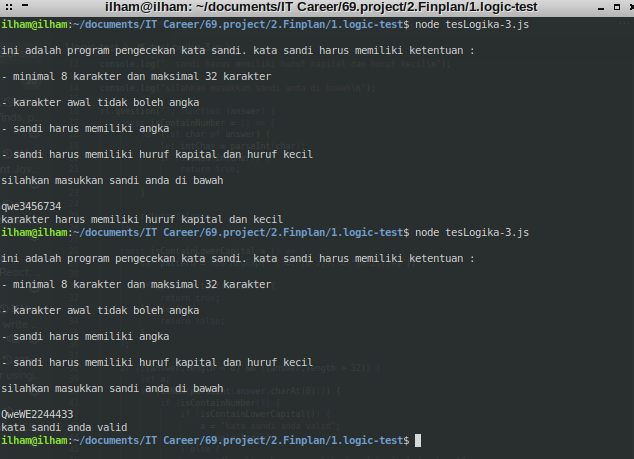 ilham@ilham: ~/documents/IT Career/69.project/2.Finplan/1.logic-test
ilham@ilham:~/documents/IT Career/69.project/2.Finplan/1.logic-test$ node tesLogika-3.js
ini adalah program pengecekan kata sandi. kata sandi harus memiliki ketentuan :
- minimal 8 karakter dan maksimal 32 karakter
- karakter awal tidak boleh angka
- sandi harus memiliki angka
- sandi harus memiliki huruf kapital dan huruf kecil
silahkan masukkan sandi anda di bawah
qwe3456734
karakter harus memiliki huruf kapital dan kecil
ilham@ilham:~/documents/IT Career/69.project/2.Finplan/1.logic-test$ node tesLogika-3.js
ini adalah program pengecekan kata sandi. kata sandi harus memiliki ketentuan :
- minimal 8 karakter dan maksimal 32 karakter
- karakter awal tidak boleh angka
- sandi harus memiliki angka
- sandi harus memiliki huruf kapital dan huruf kecil
silahkan masukkan sandi anda di bawah
QweWE2244433
kata sandi anda valid
ilham@ilham:~/documents/IT Career/69.project/2.Finplan/1.logic-test$